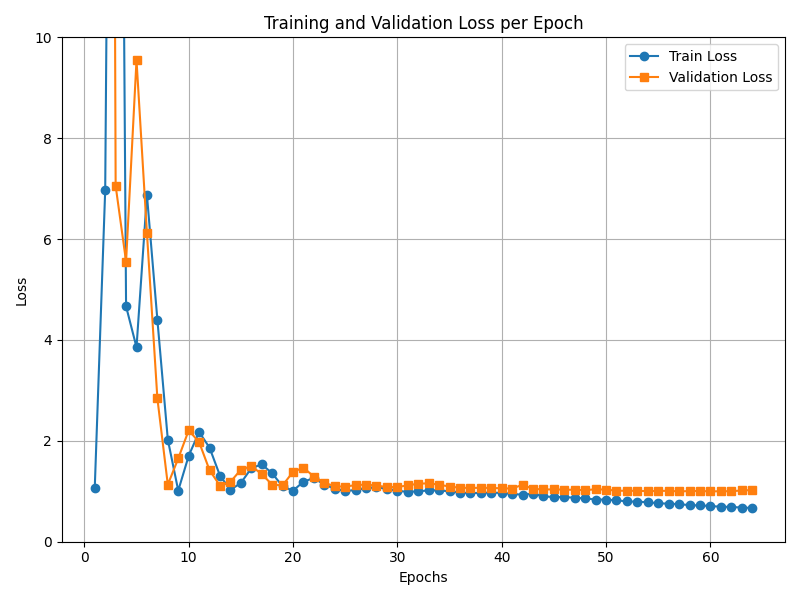 Training and Validation Loss per Epoch
Train Loss
Validation Loss
Loss
10
8
6
4
2
0
0 10 20 30 40 50 60
Epochs